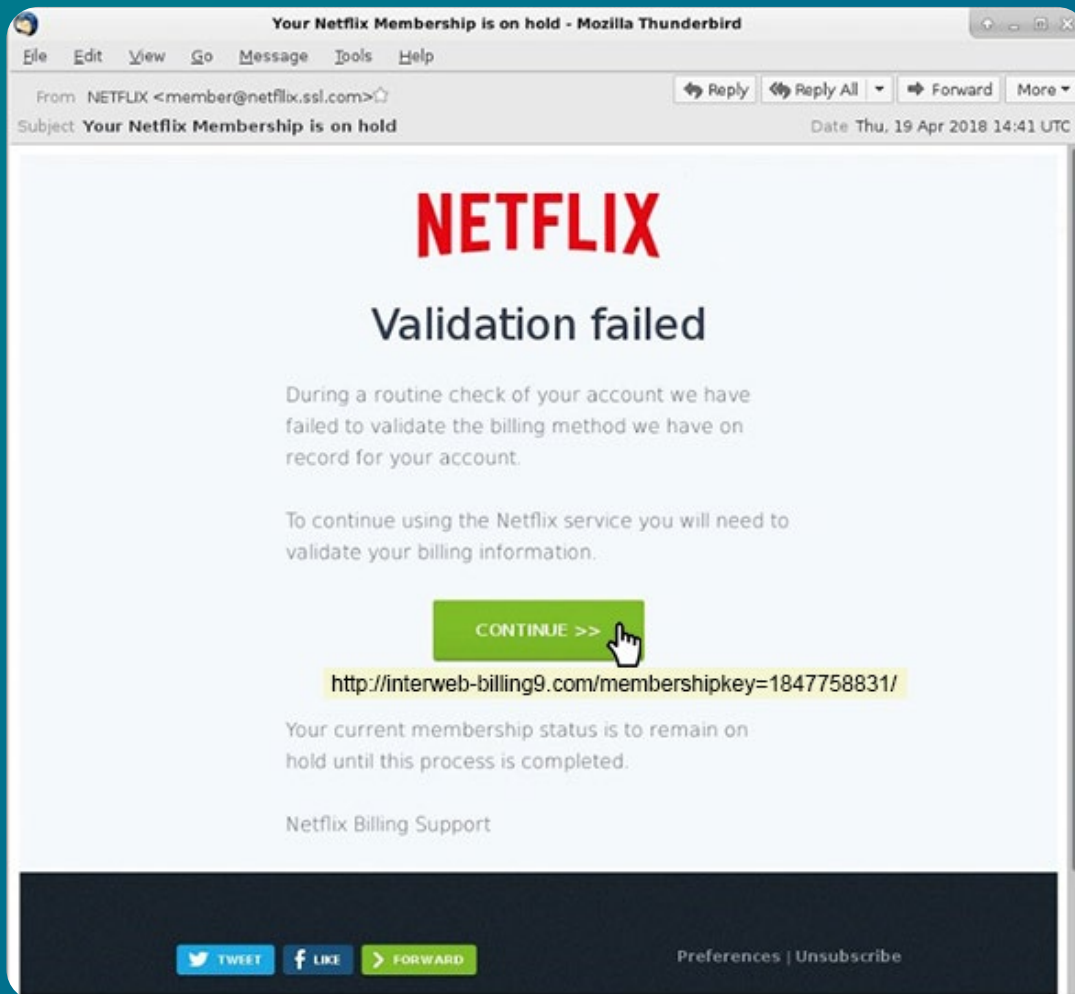 Your Netflix Membership is on hold - Mozilla Thunderbird
File Edit View Go Message Tools Help
From NETFLIX <member@netfllix.ssl.com> Reply Reply All Forward More
Subject Your Netflix Membership is on hold Date Thu, 19 Apr 2018 14:41 UTC
NETFLIX
Validation failed
During a routine check of your account we have
failed to validate the billing method we have on
record for your account.
To continue using the Netflix service you will need to
validate your billing information.
CONTINUE >>
http://interweb-billing9.com/membershipkey=1847758831/
Your current membership status is to remain on
hold until this process is completed.
Netflix Billing Support
TWEET f LIKE > FORWARD Preferences | Unsubscribe